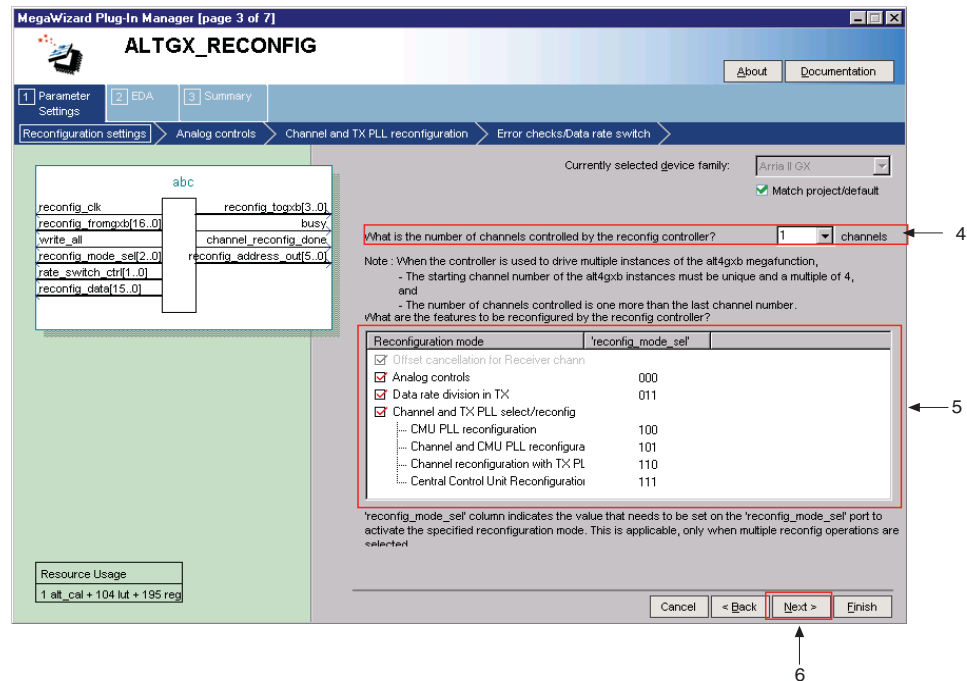 MegaWizard Plug-In Manager [page 3 of 7]
ALTGX_RECONFIG
About
Documentation
1 Parameter Settings
2 EDA
3 Summary
Reconfiguration settings
Analog controls
Channel and TX PLL reconfiguration
Error checks/Data rate switch
abc
reconfig_clk
reconfig_fromgxb[16..0]
write_all
reconfig_mode_sel[2..0]
rate_switch_ctrl[1..0]
reconfig_data[15..0]
reconfig_togxb[3..0]
busy
channel_reconfig_done
reconfig_address_out[5..0]
Currently selected device family:
Arria II GX
Match project/default
What is the number of channels controlled by the reconfig controller?
1
channels
4
Note : When the controller is used to drive multiple instances of the alt4gxb megafunction,
- The starting channel number of the alt4gxb instances must be unique and a multiple of 4,
and
- The number of channels controlled is one more than the last channel number.
What are the features to be reconfigured by the reconfig controller?
Reconfiguration mode 'reconfig_mode_sel'
Offset cancellation for Receiver chann
Analog controls 000
Data rate division in TX 011
Channel and TX PLL select/reconfig
CMU PLL reconfiguration 100
Channel and CMU PLL reconfigura 101
Channel reconfiguration with TX PL 110
Central Control Unit Reconfiguratio 111
5
'reconfig_mode_sel' column indicates the value that needs to be set on the 'reconfig_mode_sel' port to
activate the specified reconfiguration mode. This is applicable, only when multiple reconfig operations are
selected
Resource Usage
1 alt_cal + 104 lut + 195 reg
Cancel
< Back
Next >
Finish
6